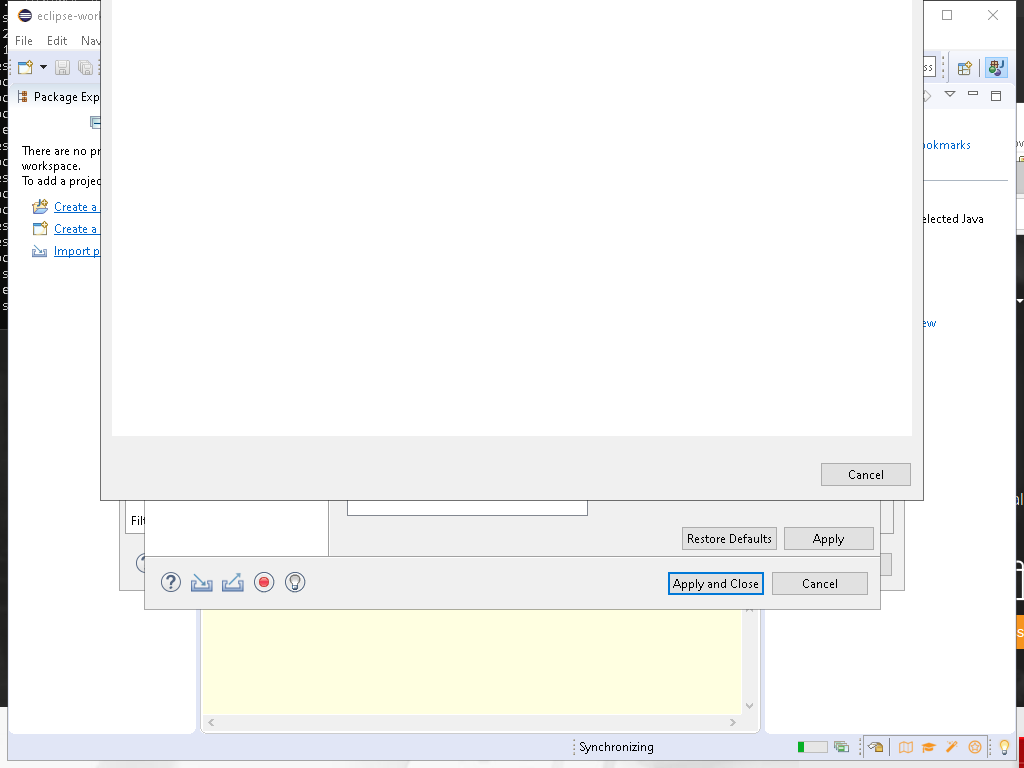 eclipse-work
File Edit Nav
Package Exp
There are no pr
workspace.
To add a projec
Create a
Create a
Import p
ss
ookmarks
elected Java
ew
Cancel
Filt
Restore Defaults Apply
Apply and Close Cancel
Synchronizing